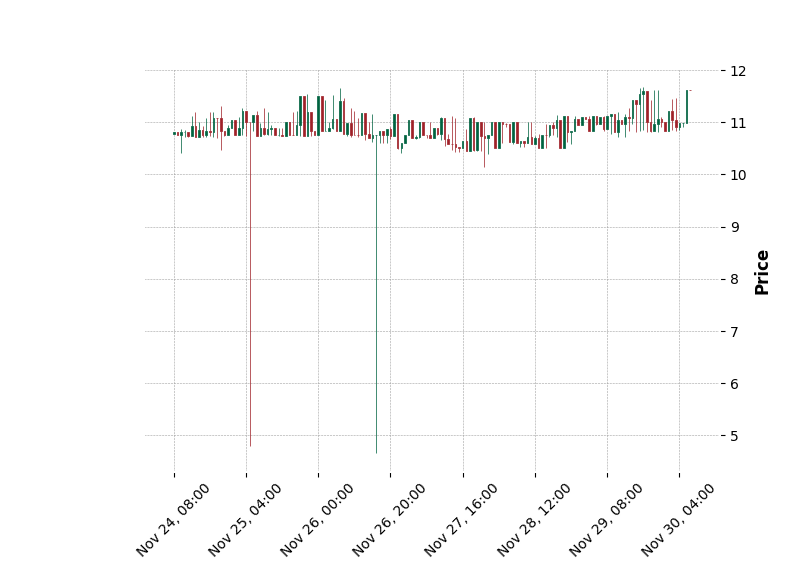 12
11
10
9
8
7
6
5
Price
Nov 24, 08:00
Nov 25, 04:00
Nov 26, 00:00
Nov 26, 20:00
Nov 27, 16:00
Nov 28, 12:00
Nov 29, 08:00
Nov 30, 04:00